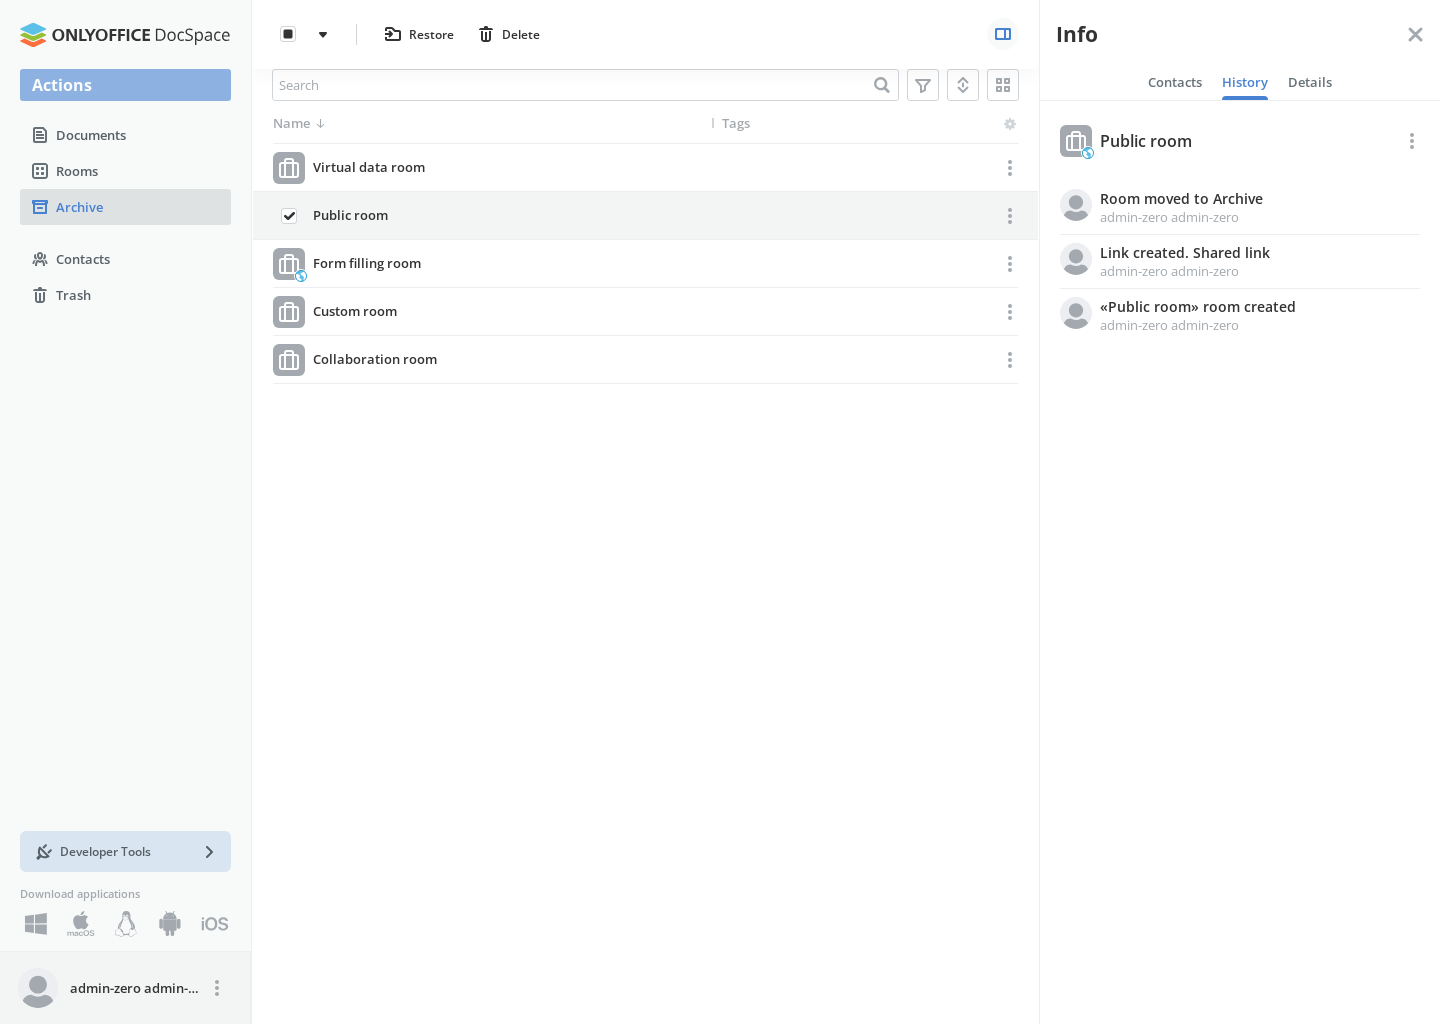 ONLYOFFICE DocSpace
Actions
Documents
Rooms
Archive
Contacts
Trash
Developer Tools
Download applications
macOS
iOS
admin-zero admin-...
Restore
Delete
Search
Name
Tags
Virtual data room
Public room
Form filling room
Custom room
Collaboration room
Info
Contacts History Details
Public room
Room moved to Archive
admin-zero admin-zero
Link created. Shared link
admin-zero admin-zero
«Public room» room created
admin-zero admin-zero